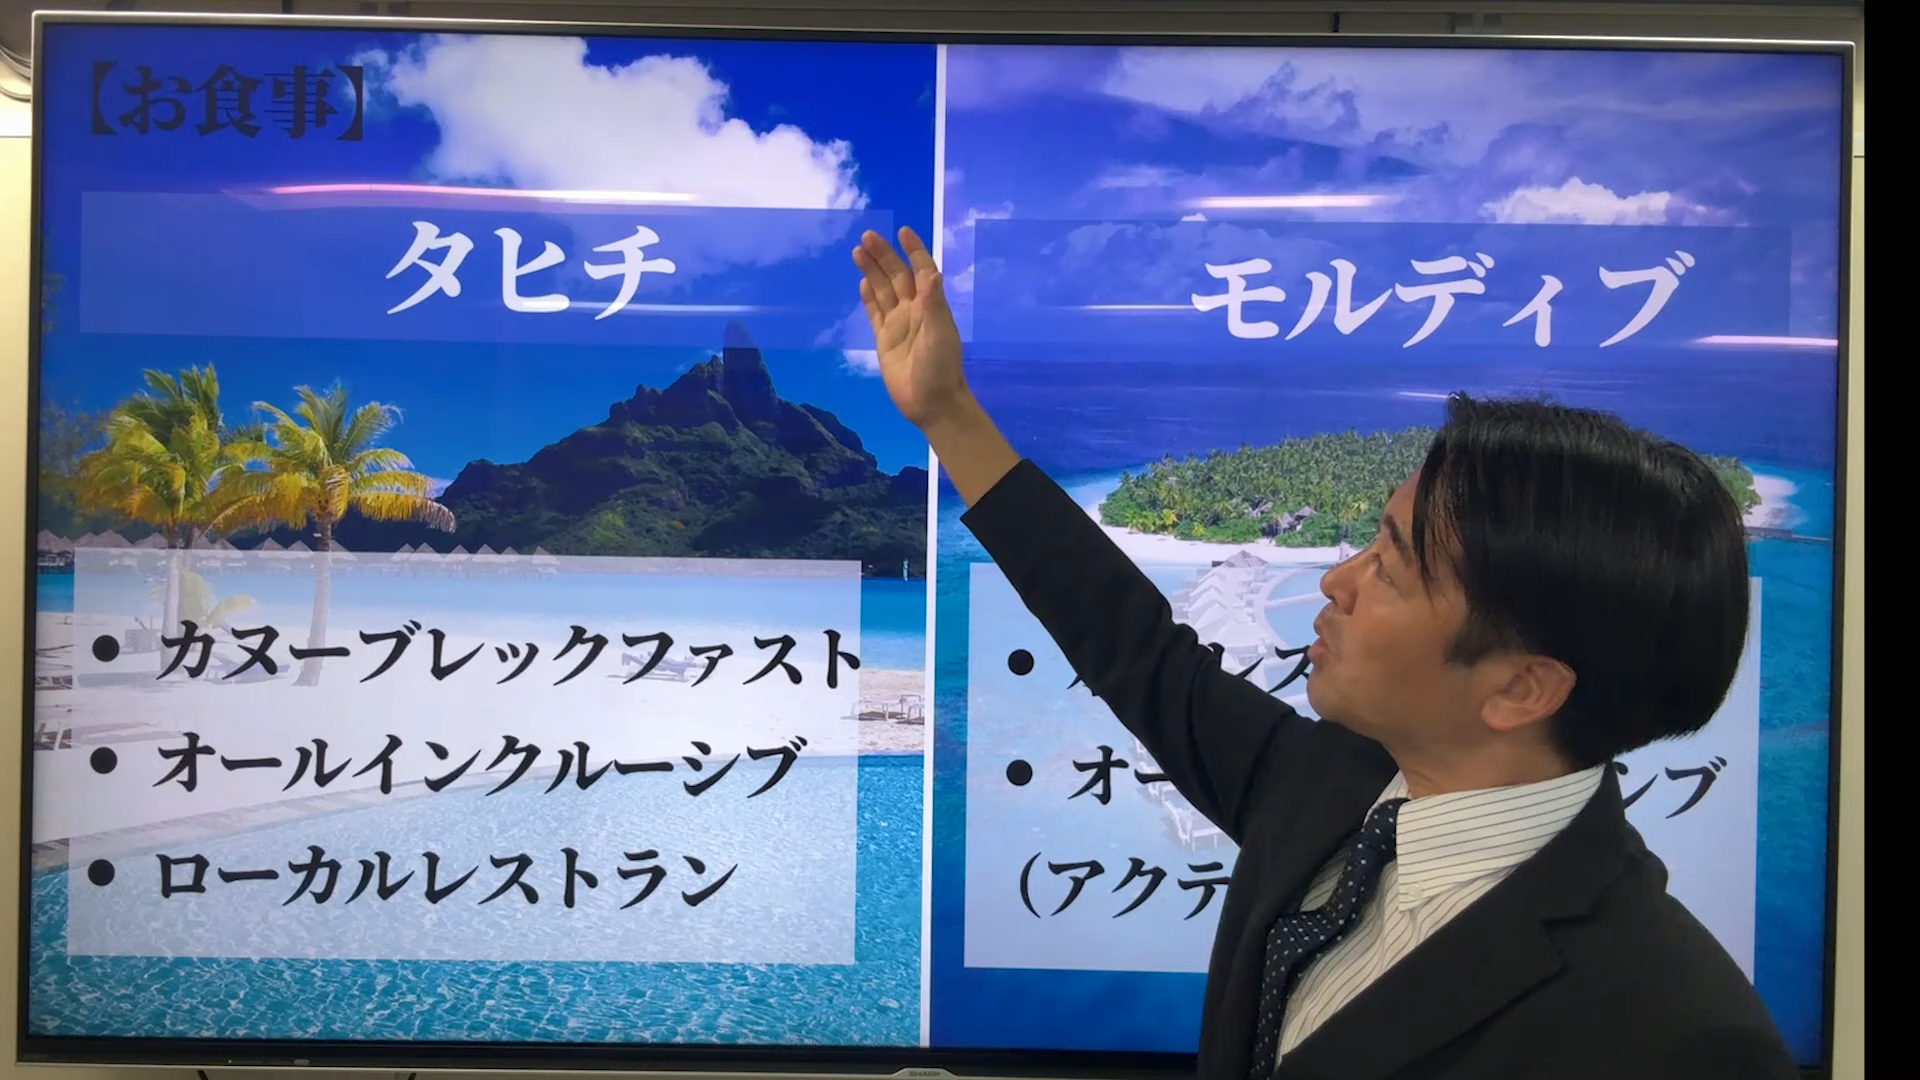 【お食事】
タヒチ
モルディブ
• カヌーブレックファスト
• オールインクルーシブ
• ローカルレストラン
•
• オー ンブ
(アクテ
SHARP